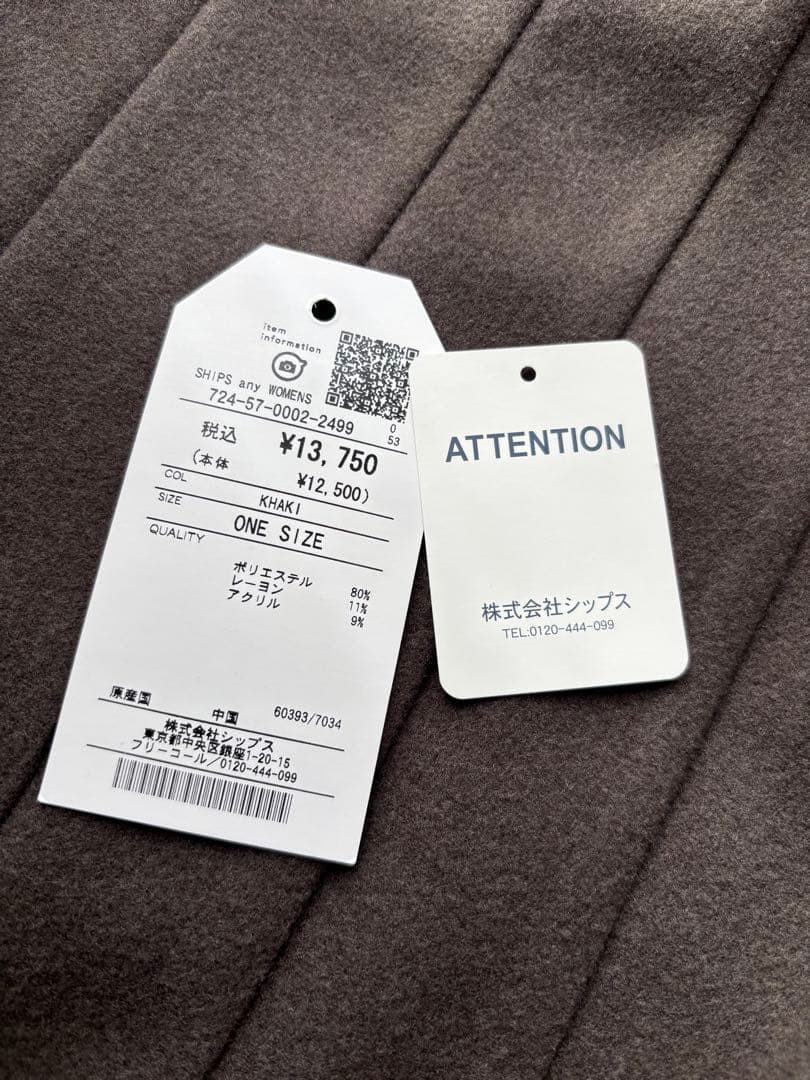 item
information
SHIPS any WOMENS
724-57-0002-2499
0
53
税込 ¥13,750
(本体 ¥12,500)
COL KHAKI
SIZE ONE SIZE
QUALITY
ポリエステル 80%
レーヨン 11%
アクリル 9%
原産国 中国 60393/7034
株式会社シップス
東京都中央区銀座1-20-15
フリーコール/0120-444-099
ATTENTION
株式会社シップス
TEL:0120-444-099